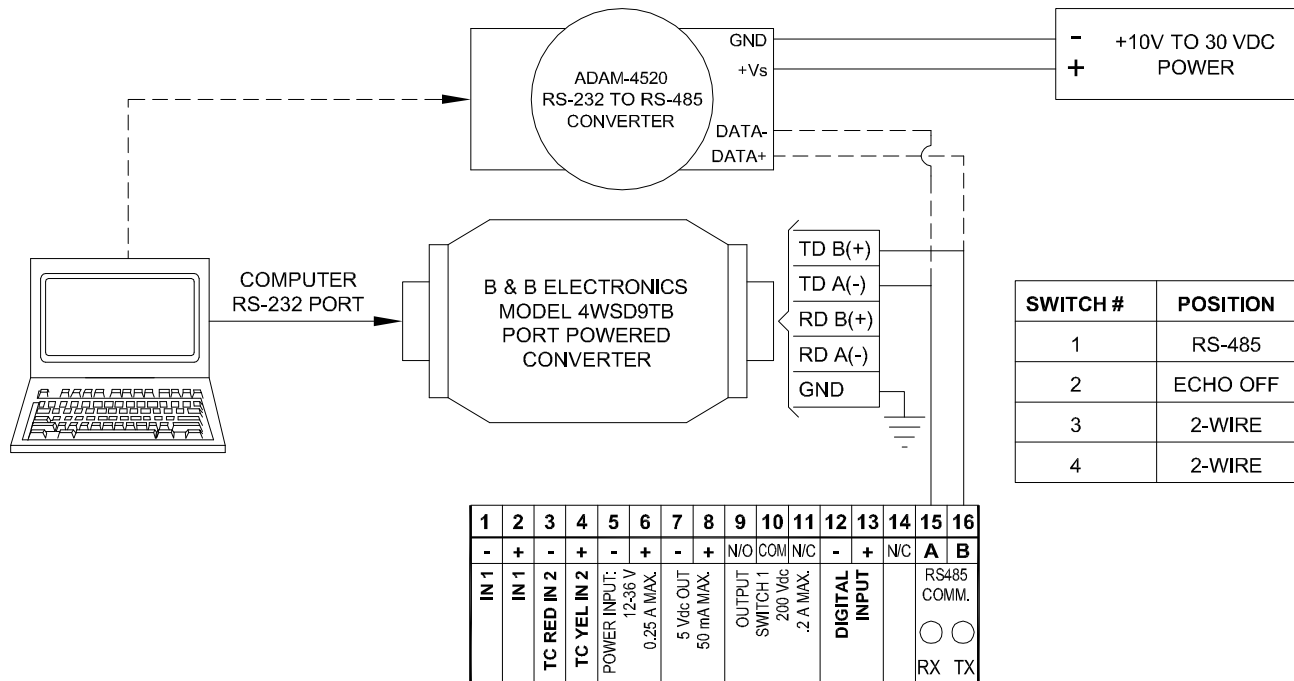 GND
+Vs
DATA-
DATA+
ADAM-4520
RS-232 TO RS-485
CONVERTER
- +10V TO 30 VDC
+ POWER
COMPUTER
RS-232 PORT
B & B ELECTRONICS
MODEL 4WSD9TB
PORT POWERED
CONVERTER
TD B(+)
TD A(-)
RD B(+)
RD A(-)
GND
SWITCH # POSITION
1 RS-485
2 ECHO OFF
3 2-WIRE
4 2-WIRE
1 2 3 4 5 6 7 8 9 10 11 12 13 14 15 16
- + - + - + - + N/O COM N/C - + N/C A B
IN 1
IN 1
TC RED IN 2
TC YEL IN 2
POWER INPUT:
12-36 V
0.25 A MAX.
5 Vdc OUT
50 mA MAX.
OUTPUT
SWITCH 1
200 Vdc
.2 A MAX.
DIGITAL
INPUT
RS485
COMM.
RX TX